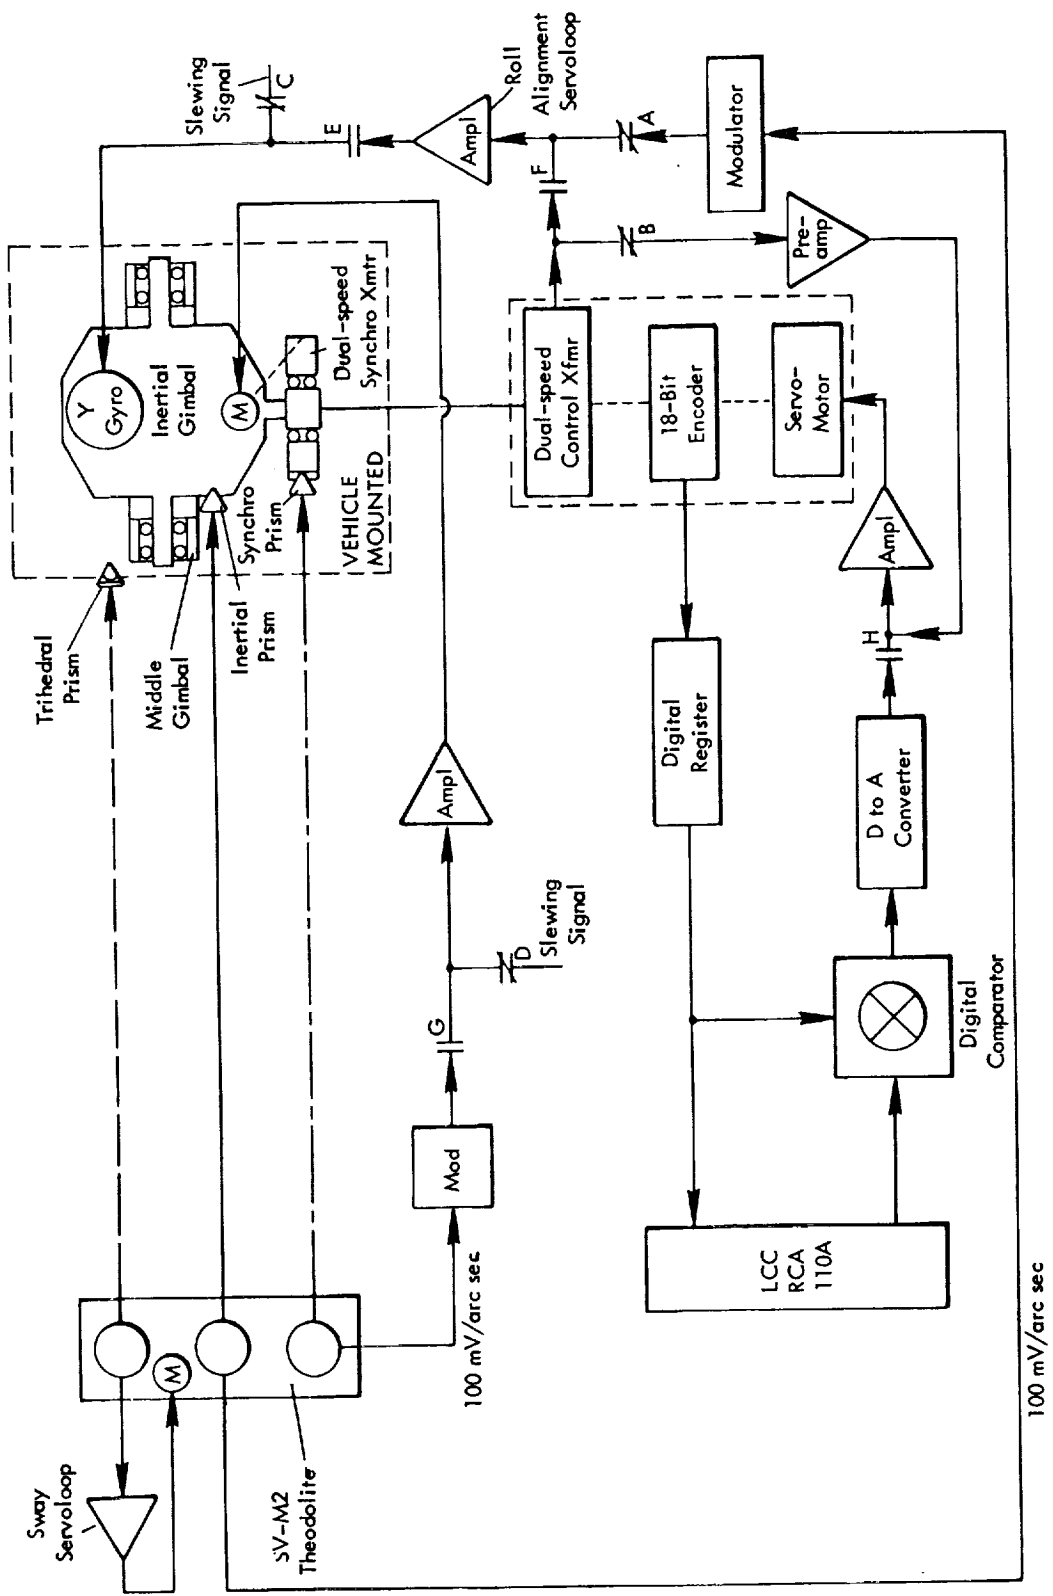 Sway
Servoloop
M
SV-M2
Theodolite
100 mV/arc sec
Mod
G
D
Slewing
Signal
Ampl
Trihedral
Prism
Middle
Gimbal
Inertial
Prism
Synchro
Prism
VEHICLE
MOUNTED
Y
Gyro
Inertial
Gimbal
M
Dual-speed
Synchro Xmtr
Slewing
Signal
C
E
Ampl
Roll
Alignment
Servoloop
F
A
B
Modulator
Pre-
amp
Dual-speed
Control Xfmr
18-Bit
Encoder
Servo-
Motor
Digital
Register
Ampl
H
D to A
Converter
Digital
Comparator
LCC
RCA
110A
100 mV/arc sec